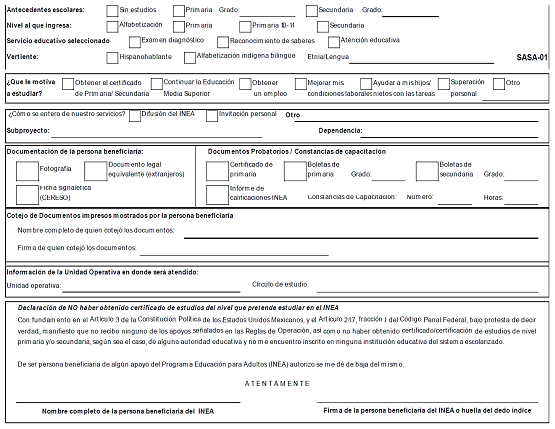 Antecedentes escolares: Sin estudios Primaria Grado: Secundaria Grado:
Nivel al que ingresa: Alfabetización Primaria Primaria 10-14 Secundaria
Servicio educativo seleccionado Examen diagnóstico Reconocimiento de saberes Atención educativa
Vertiente: Hispanohablante Alfabetización indígena bilingüe Etnia/Lengua SASA-01
¿Que le motiva a estudiar? Obtener el certificado de Primaria/ Secundaria Continuar la Educación Media Superior Obtener un empleo Mejorar mis condiciones laborales Ayudar a mis hijos/ nietos con las tareas Superación personal Otro
¿Cómo se entero de nuestro servicios? Difusión del INEA Invitación personal Otro
Subproyecto: Dependencia:
Documentación de la persona beneficiaria: Documentos Probatorios / Constancias de capacitación
Fotografía Documento legal equivalente (extranjeros) Certificado de primaria Boletas de primaria Grado: Boletas de secundaria Grado:
Ficha signalética (CERESO) Informe de calificaciones INEA Constancias de Capacitación: Número: Horas:
Cotejo de Documentos impresos mostrados por la persona beneficiaria
Nombre completo de quien cotejó los documentos:
Firma de quien cotejó los documentos:
Información de la Unidad Operativa en donde será atendido:
Unidad operativa: Círculo de estudio:
Declaración de NO haber obtenido certificado de estudios del nivel que pretende estudiar en el INEA
Con fundamento en el Artículo 3 de la Constitución Política de los Estados Unidos Mexicanos, y el Artículo 247, fracción I del Código Penal Federal, bajo protesta de decir
verdad, manifiesto que no recibo ninguno de los apoyos señalados en las Reglas de Operación, así como no haber obtenido certificado/certificación de estudios de nivel
primaria y/o secundaria, según sea el caso, de alguna autoridad educativa y no me encuentro inscrito en ninguna institución educativa del sistema escolarizado.
De ser persona beneficiaria de algún apoyo del Programa Educación para Adultos (INEA) autorizo se me dé de baja del mismo.
A T E N T A M E N T E
Nombre completo de la persona beneficiaria del INEA Firma de la persona beneficiaria del INEA o huella del dedo índice